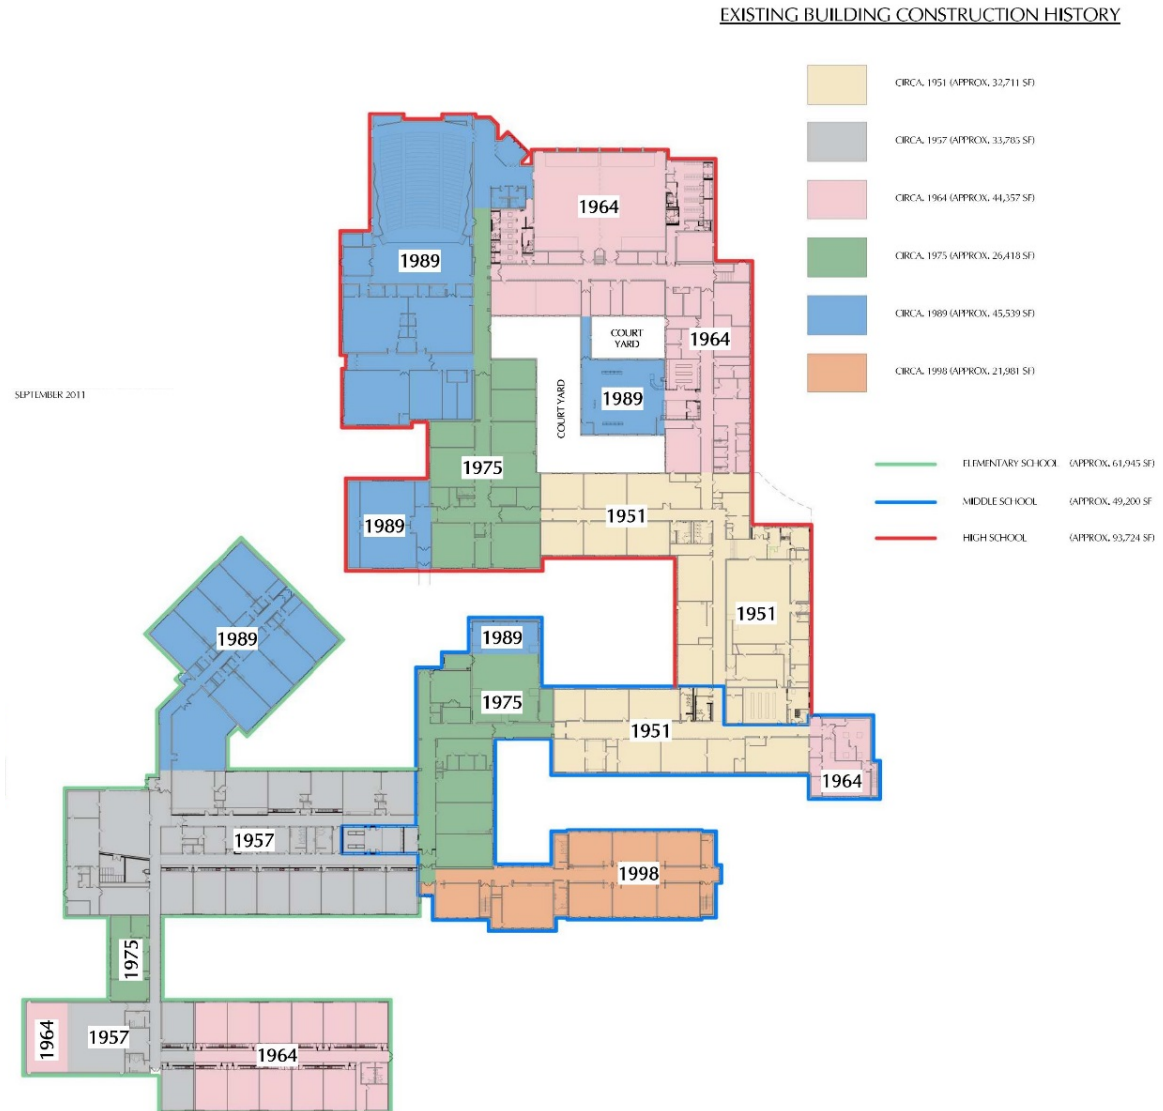 EXISTING BUILDING CONSTRUCTION HISTORY
CIRCA. 1951 (APPROX. 32,711 SF)
CIRCA. 1957 (APPROX. 33,785 SF)
CIRCA. 1964 (APPROX. 44,357 SF)
CIRCA. 1975 (APPROX. 26,418 SF)
CIRCA. 1989 (APPROX. 45,539 SF)
CIRCA. 1998 (APPROX. 21,981 SF)
SEPTEMBER 2011
ELEMENTARY SCHOOL (APPROX. 61,945 SF)
MIDDLE SCHOOL (APPROX. 49,200 SF
HIGH SCHOOL (APPROX. 93,724 SF)
1964
1989
COURT
YARD
1964
1989
COURT YARD
1975
1951
1989
1951
1989
1989
1975
1951
1964
1957
1998
1975
1964
1957
1964